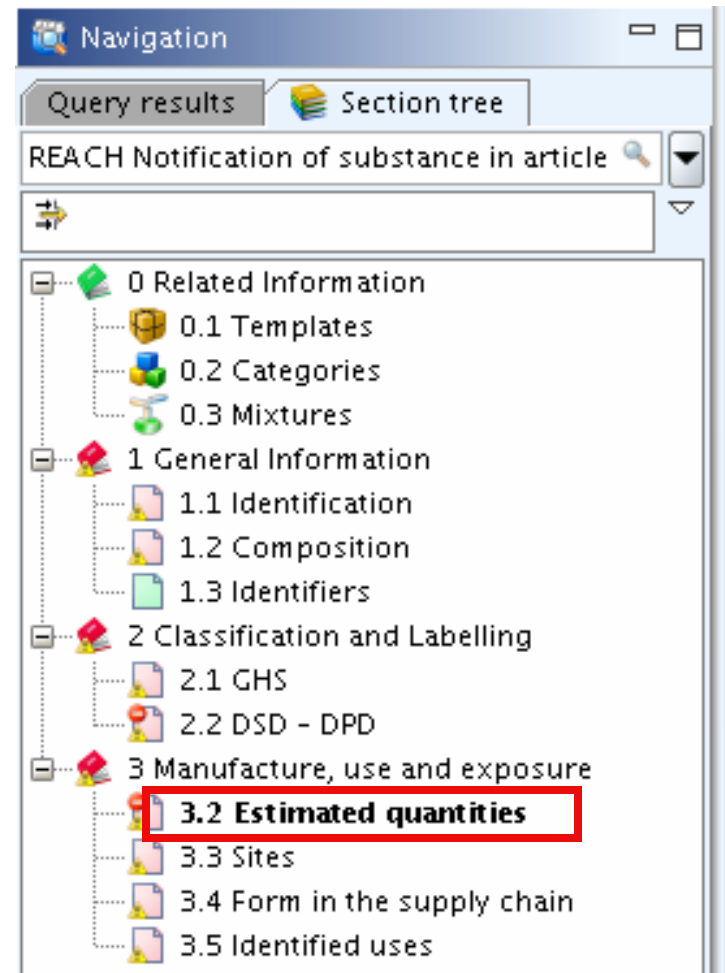 Navigation
Query results Section tree
REACH Notification of substance in article
0 Related Information
0.1 Templates
0.2 Categories
0.3 Mixtures
1 General Information
1.1 Identification
1.2 Composition
1.3 Identifiers
2 Classification and Labelling
2.1 GHS
2.2 DSD - DPD
3 Manufacture, use and exposure
3.2 Estimated quantities
3.3 Sites
3.4 Form in the supply chain
3.5 Identified uses